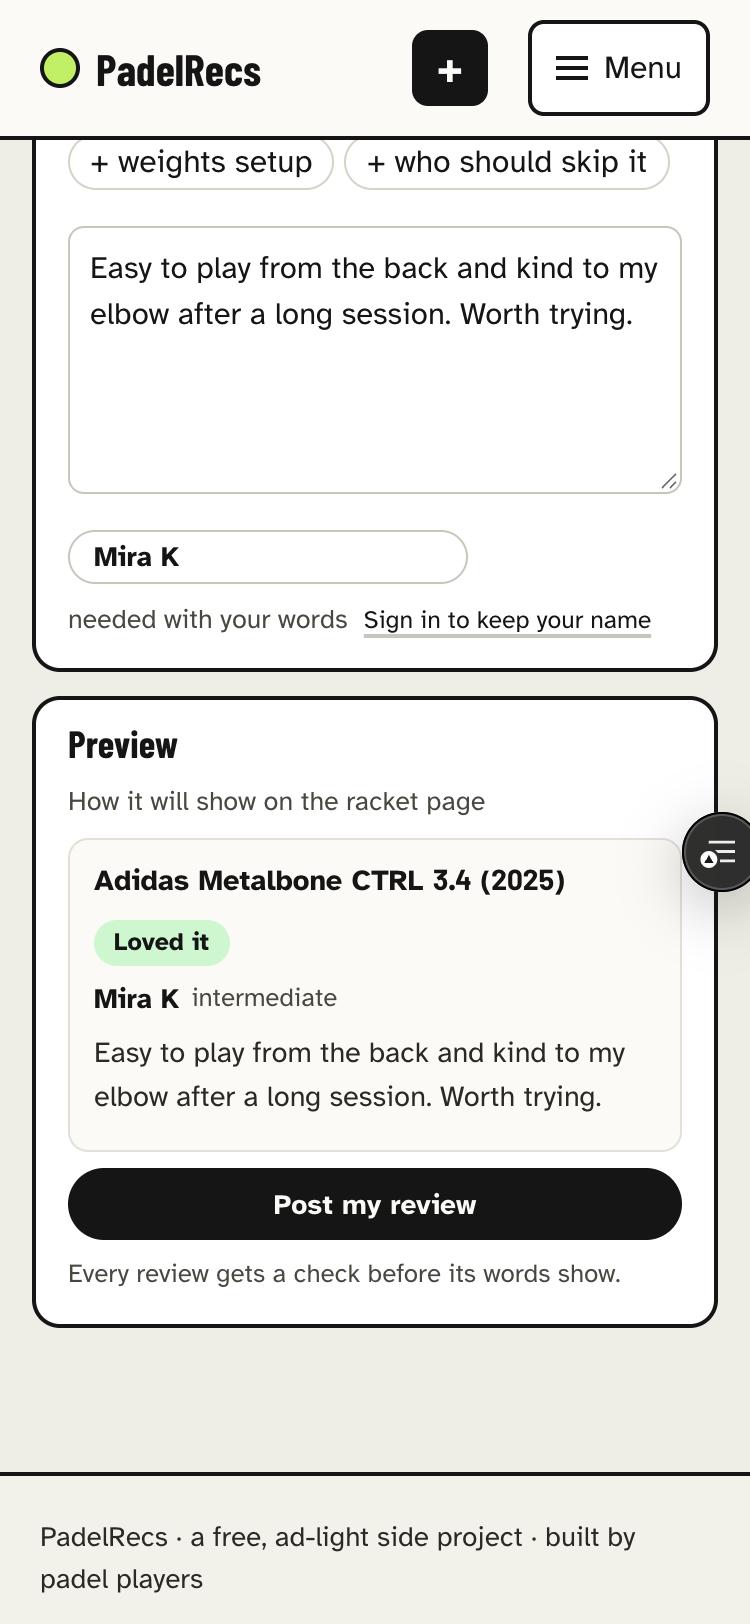 PadelRecs
+
Menu
+ weights setup
+ who should skip it
Easy to play from the back and kind to my
elbow after a long session. Worth trying.
Mira K
needed with your words Sign in to keep your name
Preview
How it will show on the racket page
Adidas Metalbone CTRL 3.4 (2025)
Loved it
Mira K intermediate
Easy to play from the back and kind to my
elbow after a long session. Worth trying.
Post my review
Every review gets a check before its words show.
PadelRecs · a free, ad-light side project · built by
padel players